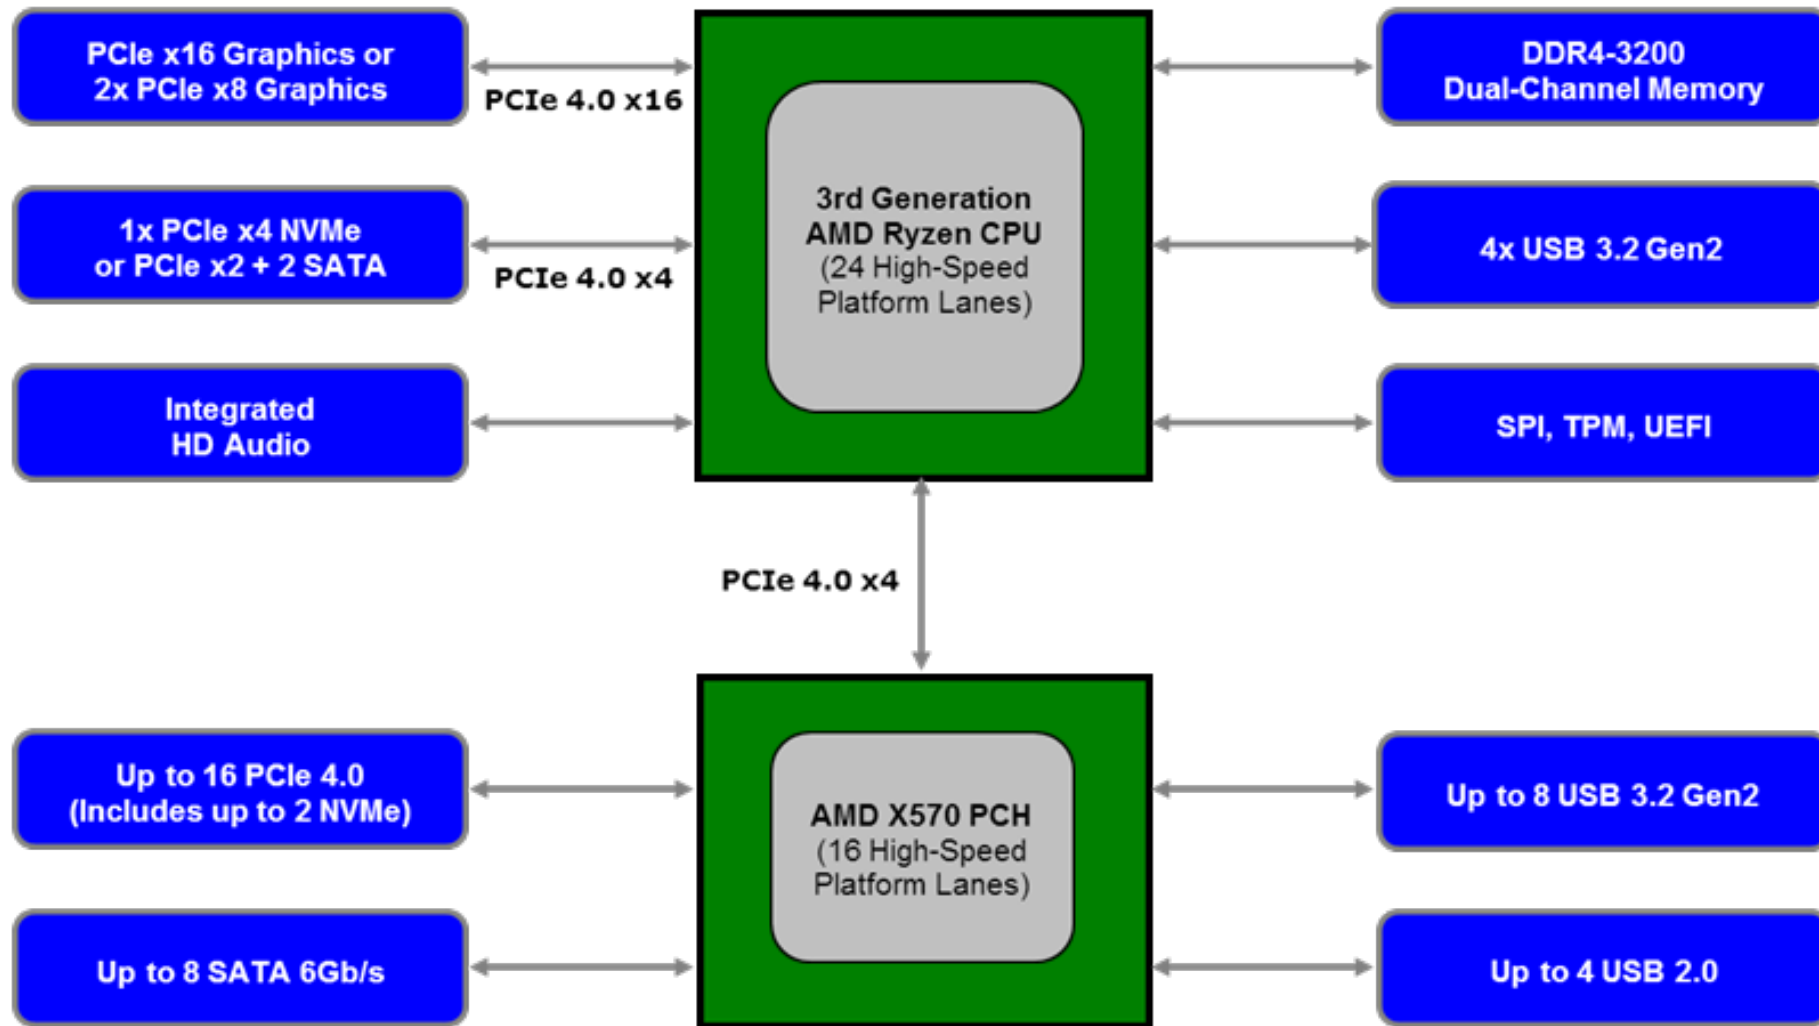 PCIe x16 Graphics or
2x PCIe x8 Graphics
PCIe 4.0 x16
DDR4-3200
Dual-Channel Memory
1x PCIe x4 NVMe
or PCIe x2 + 2 SATA
PCIe 4.0 x4
3rd Generation
AMD Ryzen CPU
(24 High-Speed
Platform Lanes)
4x USB 3.2 Gen2
Integrated
HD Audio
SPI, TPM, UEFI
PCIe 4.0 x4
Up to 16 PCIe 4.0
(Includes up to 2 NVMe)
AMD X570 PCH
(16 High-Speed
Platform Lanes)
Up to 8 USB 3.2 Gen2
Up to 8 SATA 6Gb/s
Up to 4 USB 2.0